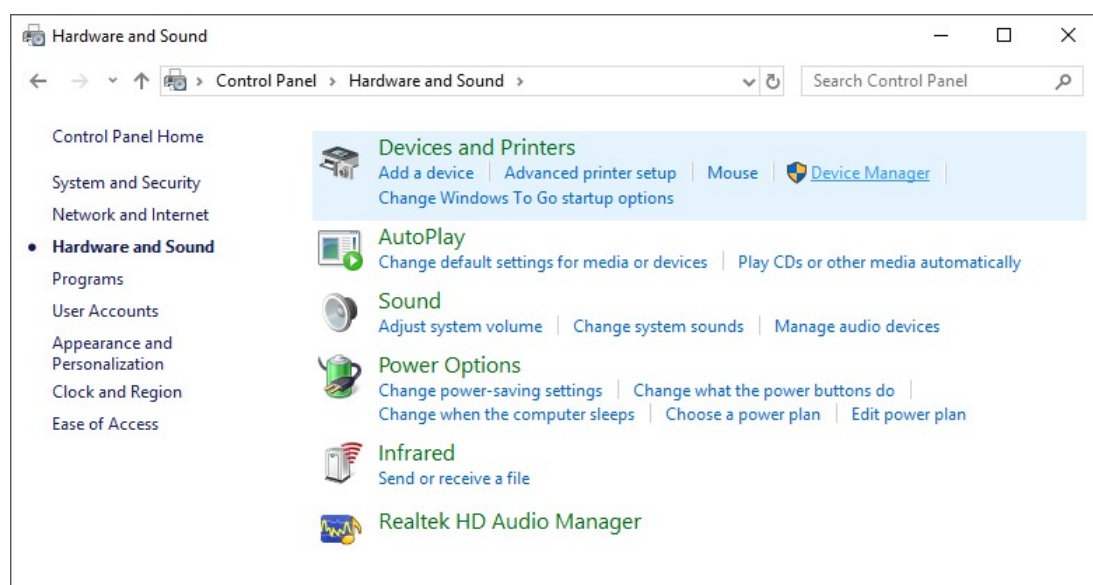 Hardware and Sound
Control Panel > Hardware and Sound >
Search Control Panel
Control Panel Home
System and Security
Network and Internet
Hardware and Sound
Programs
User Accounts
Appearance and
Personalization
Clock and Region
Ease of Access
Devices and Printers
Add a device | Advanced printer setup | Mouse | Device Manager |
Change Windows To Go startup options
AutoPlay
Change default settings for media or devices | Play CDs or other media automatically
Sound
Adjust system volume | Change system sounds | Manage audio devices
Power Options
Change power-saving settings | Change what the power buttons do |
Change when the computer sleeps | Choose a power plan | Edit power plan
Infrared
Send or receive a file
Realtek HD Audio Manager